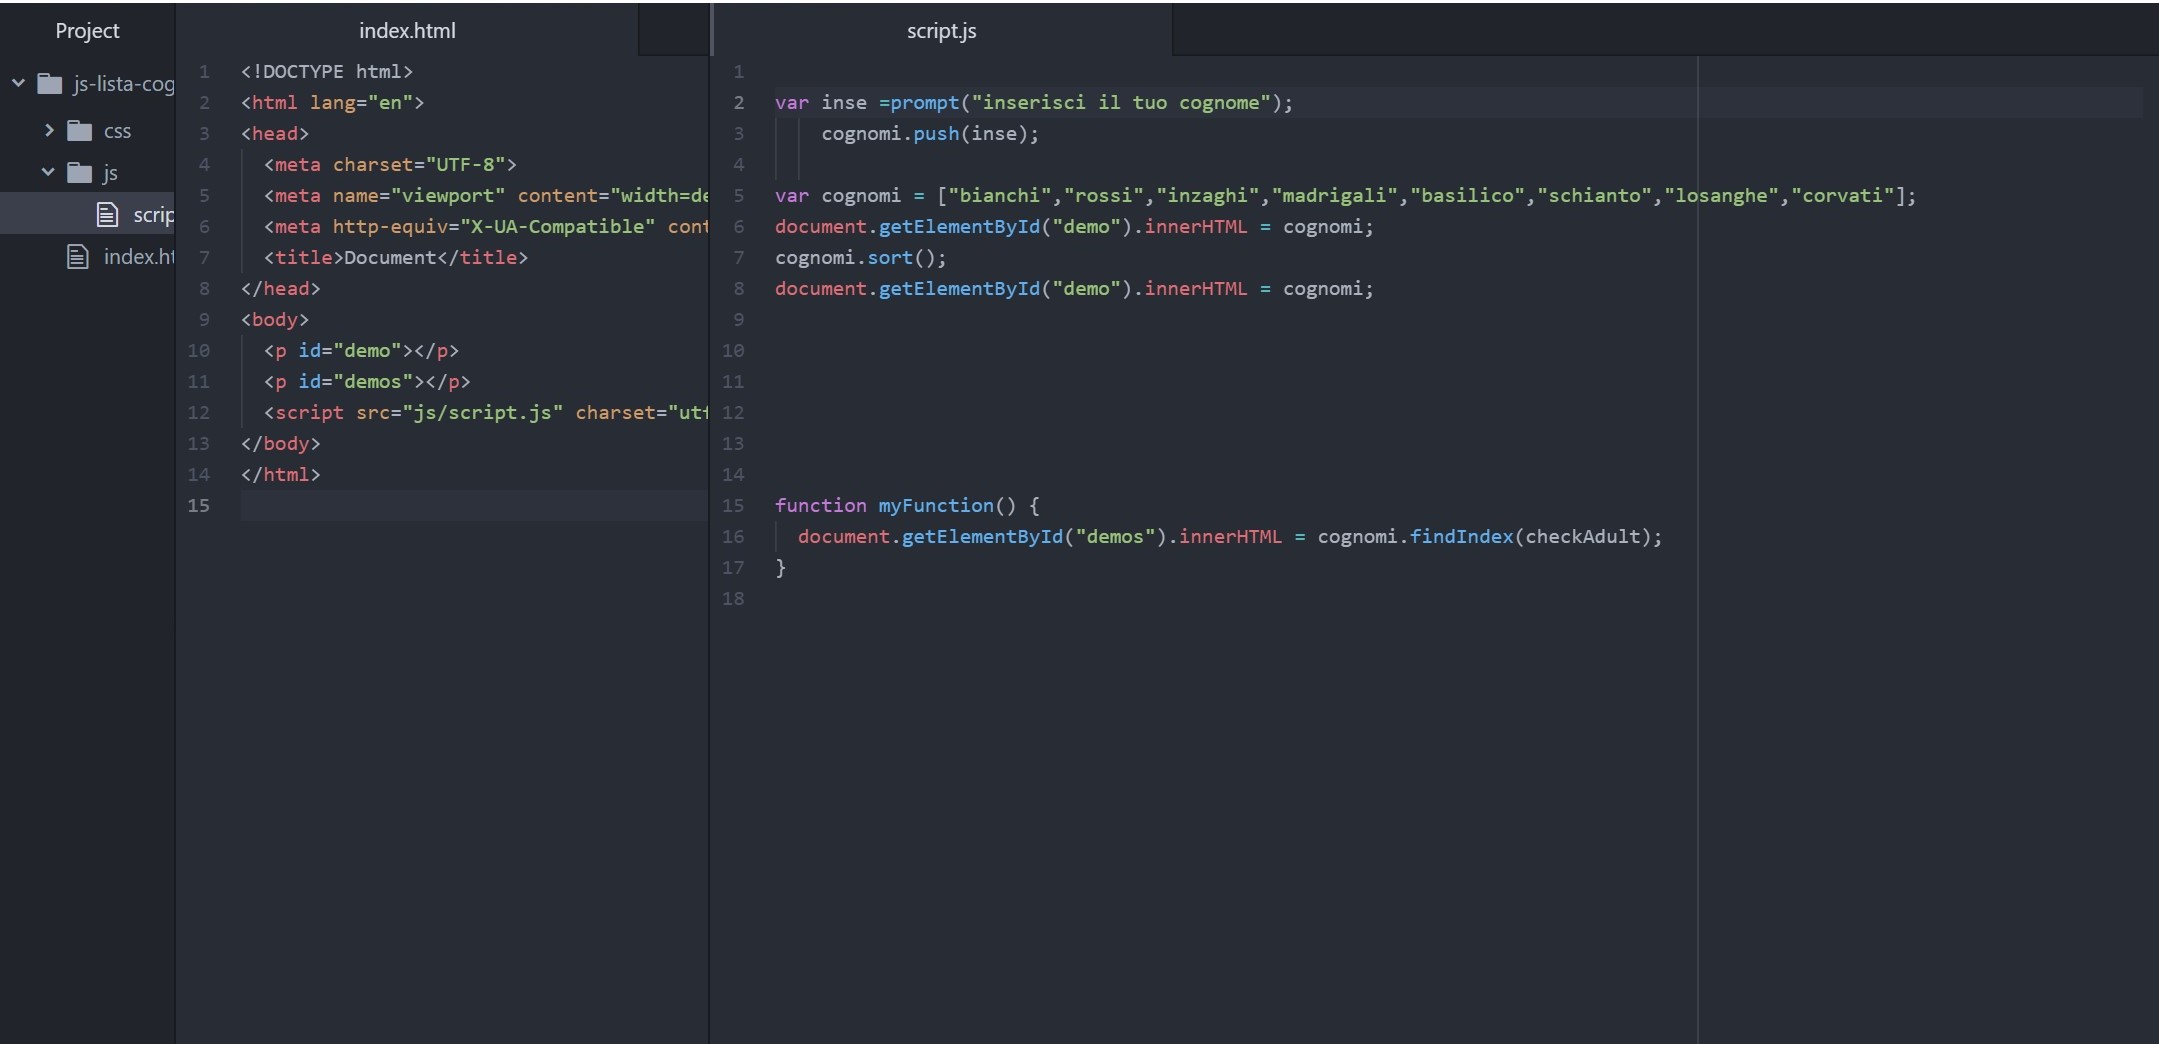 Project
js-lista-cog
css
js
scrip
index.ht
index.html
1 <!DOCTYPE html>
2 <html lang="en">
3 <head>
4 <meta charset="UTF-8">
5 <meta name="viewport" content="width=de
6 <meta http-equiv="X-UA-Compatible" cont
7 <title>Document</title>
8 </head>
9 <body>
10 <p id="demo"></p>
11 <p id="demos"></p>
12 <script src="js/script.js" charset="utf
13 </body>
14 </html>
15
script.js
1
2 var inse =prompt("inserisci il tuo cognome");
3 cognomi.push(inse);
4
5 var cognomi = ["bianchi","rossi","inzaghi","madrigali","basilico","schianto","losanghe","corvati"];
6 document.getElementById("demo").innerHTML = cognomi;
7 cognomi.sort();
8 document.getElementById("demo").innerHTML = cognomi;
9
10
11
12
13
14
15 function myFunction() {
16 document.getElementById("demos").innerHTML = cognomi.findIndex(checkAdult);
17 }
18